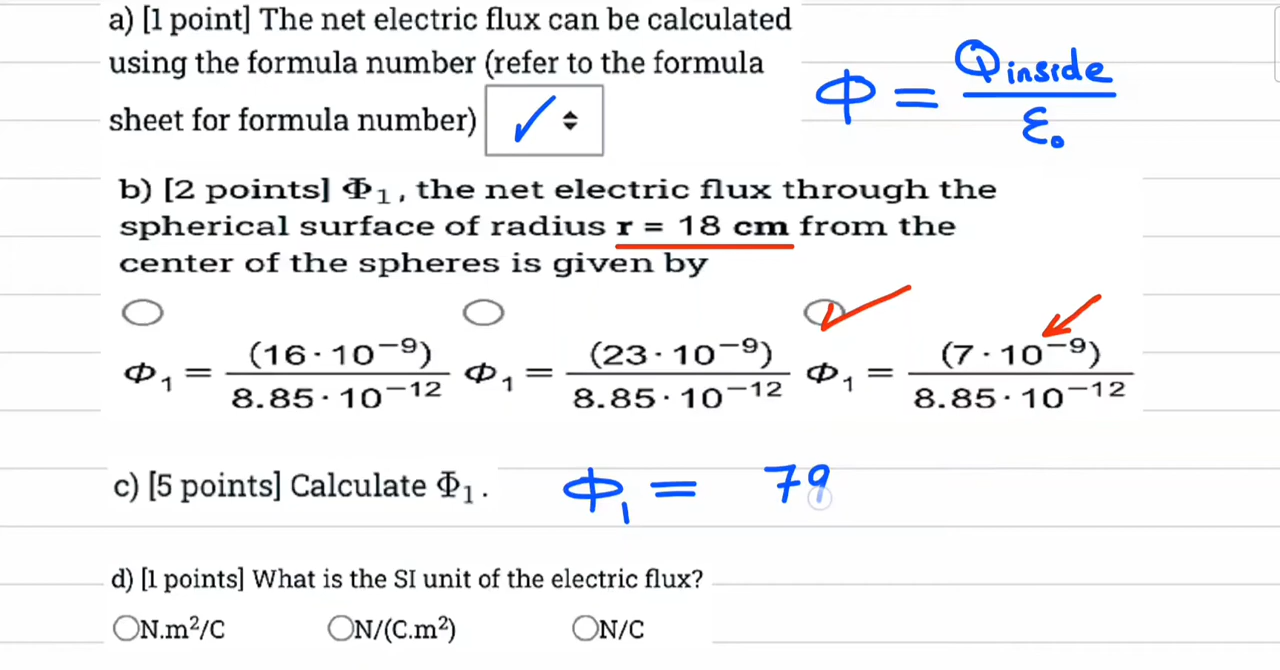 a) [1 point] The net electric flux can be calculated
using the formula number (refer to the formula
sheet for formula number)
Φ = Qinside / ε₀
b) [2 points] Φ₁, the net electric flux through the
spherical surface of radius r = 18 cm from the
center of the spheres is given by
Φ₁ = (16 · 10⁻⁹) / 8.85 · 10⁻¹² Φ₁ = (23 · 10⁻⁹) / 8.85 · 10⁻¹² Φ₁ = (7 · 10⁻⁹) / 8.85 · 10⁻¹²
c) [5 points] Calculate Φ₁. Φ₁ = 79
d) [1 points] What is the SI unit of the electric flux?
N.m²/C N/(C.m²) N/C